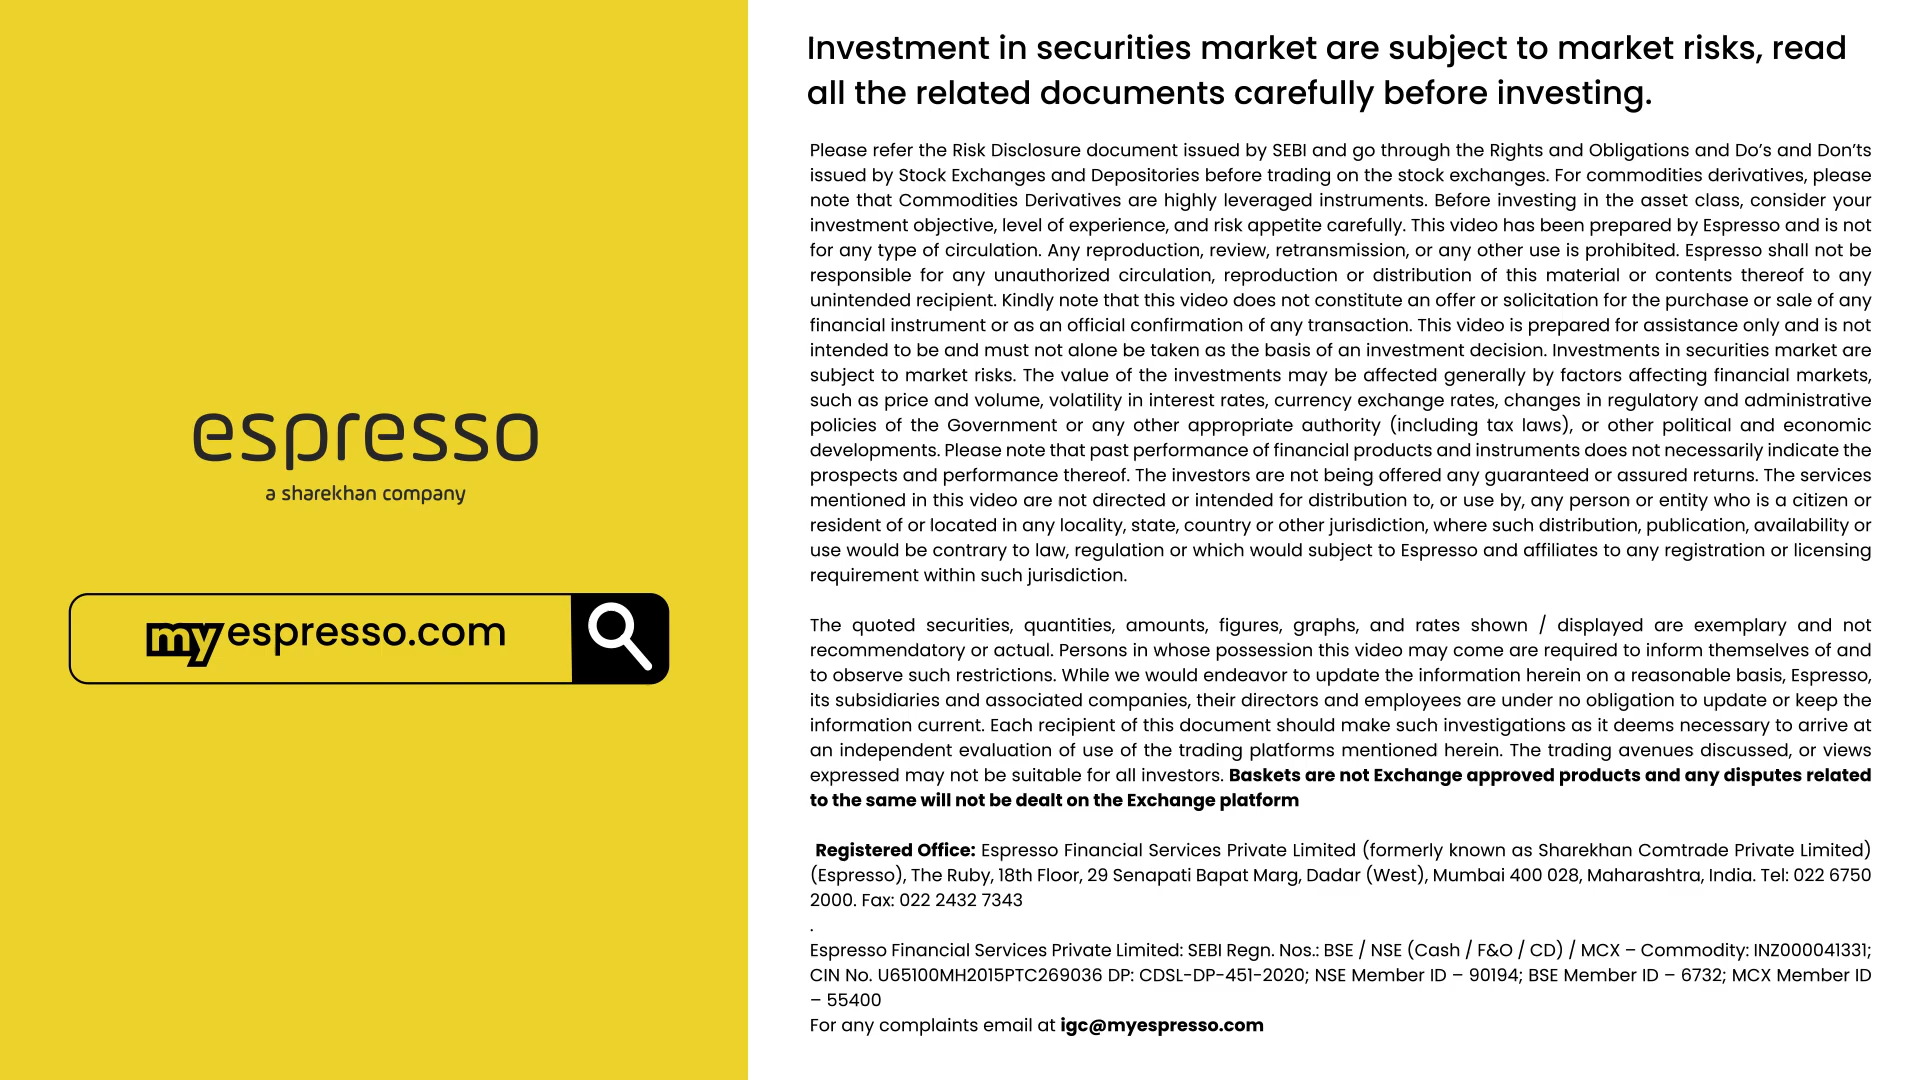 espresso
a sharekhan company
myespresso.com
Investment in securities market are subject to market risks, read
all the related documents carefully before investing.
Please refer the Risk Disclosure document issued by SEBI and go through the Rights and Obligations and Do’s and Don’ts
issued by Stock Exchanges and Depositories before trading on the stock exchanges. For commodities derivatives, please
note that Commodities Derivatives are highly leveraged instruments. Before investing in the asset class, consider your
investment objective, level of experience, and risk appetite carefully. This video has been prepared by Espresso and is not
for any type of circulation. Any reproduction, review, retransmission, or any other use is prohibited. Espresso shall not be
responsible for any unauthorized circulation, reproduction or distribution of this material or contents thereof to any
unintended recipient. Kindly note that this video does not constitute an offer or solicitation for the purchase or sale of any
financial instrument or as an official confirmation of any transaction. This video is prepared for assistance only and is not
intended to be and must not alone be taken as the basis of an investment decision. Investments in securities market are
subject to market risks. The value of the investments may be affected generally by factors affecting financial markets,
such as price and volume, volatility in interest rates, currency exchange rates, changes in regulatory and administrative
policies of the Government or any other appropriate authority (including tax laws), or other political and economic
developments. Please note that past performance of financial products and instruments does not necessarily indicate the
prospects and performance thereof. The investors are not being offered any guaranteed or assured returns. The services
mentioned in this video are not directed or intended for distribution to, or use by, any person or entity who is a citizen or
resident of or located in any locality, state, country or other jurisdiction, where such distribution, publication, availability or
use would be contrary to law, regulation or which would subject to Espresso and affiliates to any registration or licensing
requirement within such jurisdiction.
The quoted securities, quantities, amounts, figures, graphs, and rates shown / displayed are exemplary and not
recommendatory or actual. Persons in whose possession this video may come are required to inform themselves of and
to observe such restrictions. While we would endeavor to update the information herein on a reasonable basis, Espresso,
its subsidiaries and associated companies, their directors and employees are under no obligation to update or keep the
information current. Each recipient of this document should make such investigations as it deems necessary to arrive at
an independent evaluation of use of the trading platforms mentioned herein. The trading avenues discussed, or views
expressed may not be suitable for all investors. Baskets are not Exchange approved products and any disputes related
to the same will not be dealt on the Exchange platform
Registered Office: Espresso Financial Services Private Limited (formerly known as Sharekhan Comtrade Private Limited)
(Espresso), The Ruby, 18th Floor, 29 Senapati Bapat Marg, Dadar (West), Mumbai 400 028, Maharashtra, India. Tel: 022 6750
2000. Fax: 022 2432 7343
.
Espresso Financial Services Private Limited: SEBI Regn. Nos.: BSE / NSE (Cash / F&O / CD) / MCX – Commodity: INZ000041331;
CIN No. U65100MH2015PTC269036 DP: CDSL-DP-451-2020; NSE Member ID – 90194; BSE Member ID – 6732; MCX Member ID
– 55400
For any complaints email at igc@myespresso.com